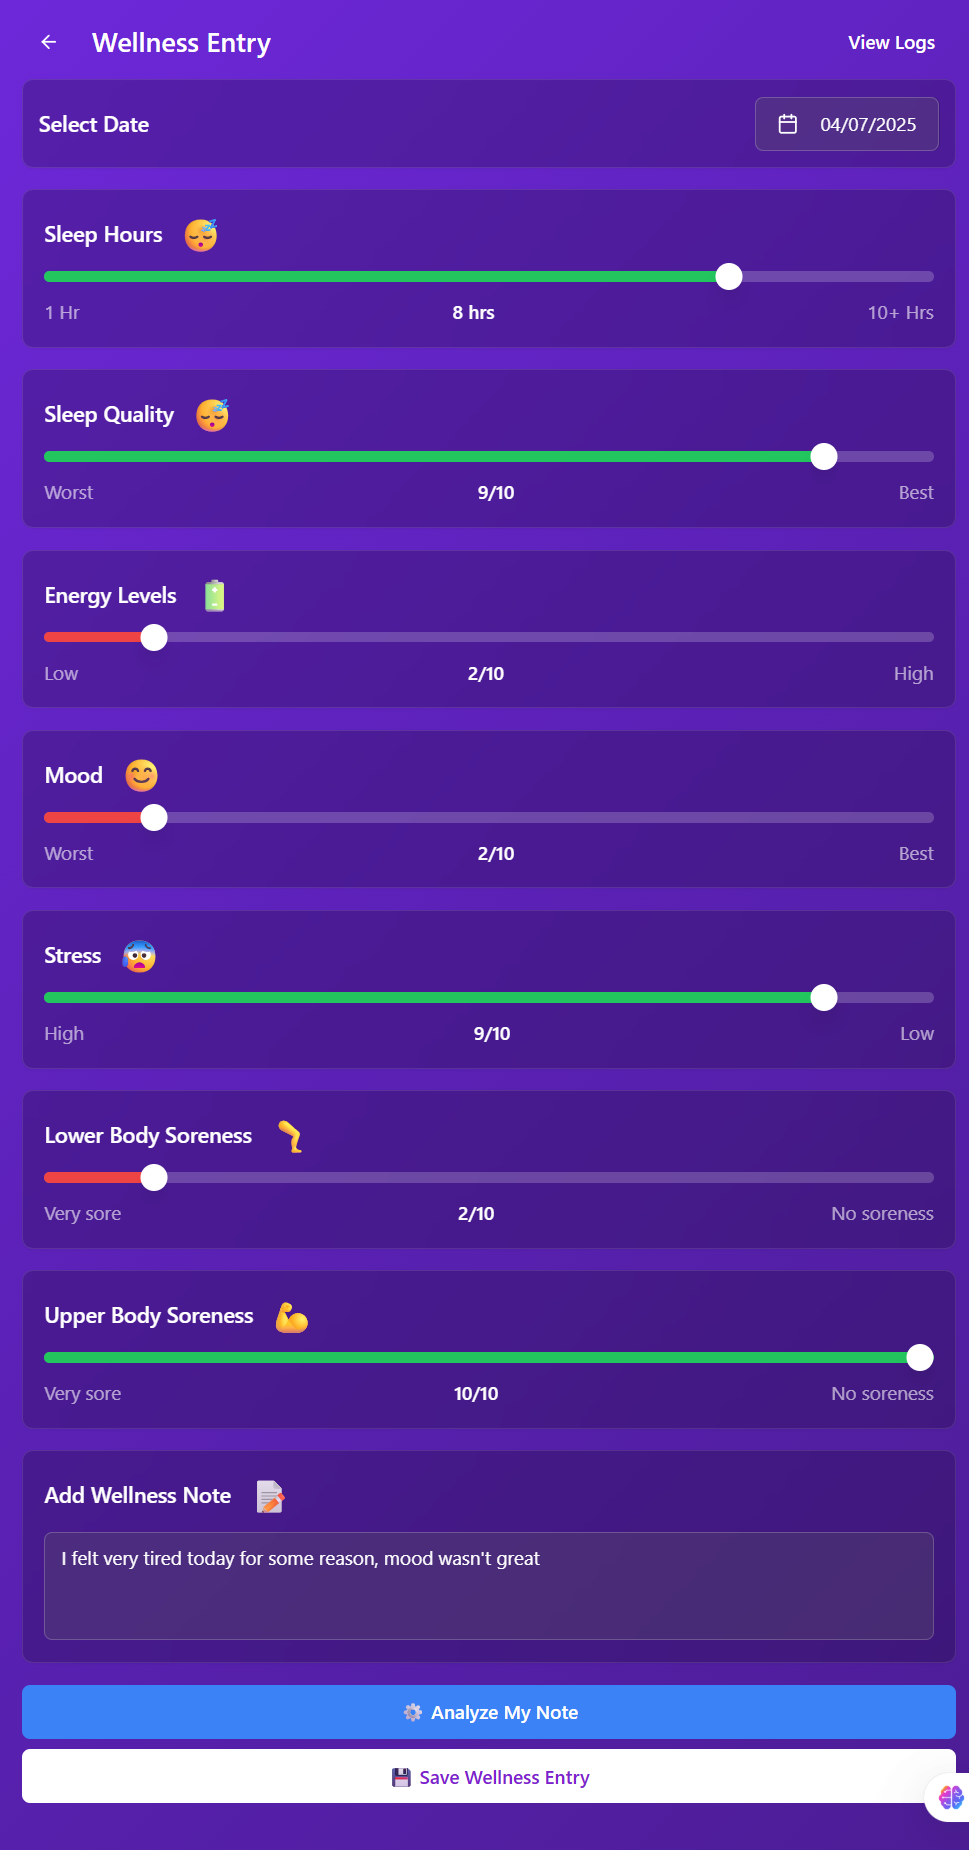 Wellness Entry
View Logs
Select Date
04/07/2025
Sleep Hours
1 Hr
8 hrs
10+ Hrs
Sleep Quality
Worst
9/10
Best
Energy Levels
Low
2/10
High
Mood
Worst
2/10
Best
Stress
High
9/10
Low
Lower Body Soreness
Very sore
2/10
No soreness
Upper Body Soreness
Very sore
10/10
No soreness
Add Wellness Note
I felt very tired today for some reason, mood wasn't great
Analyze My Note
Save Wellness Entry